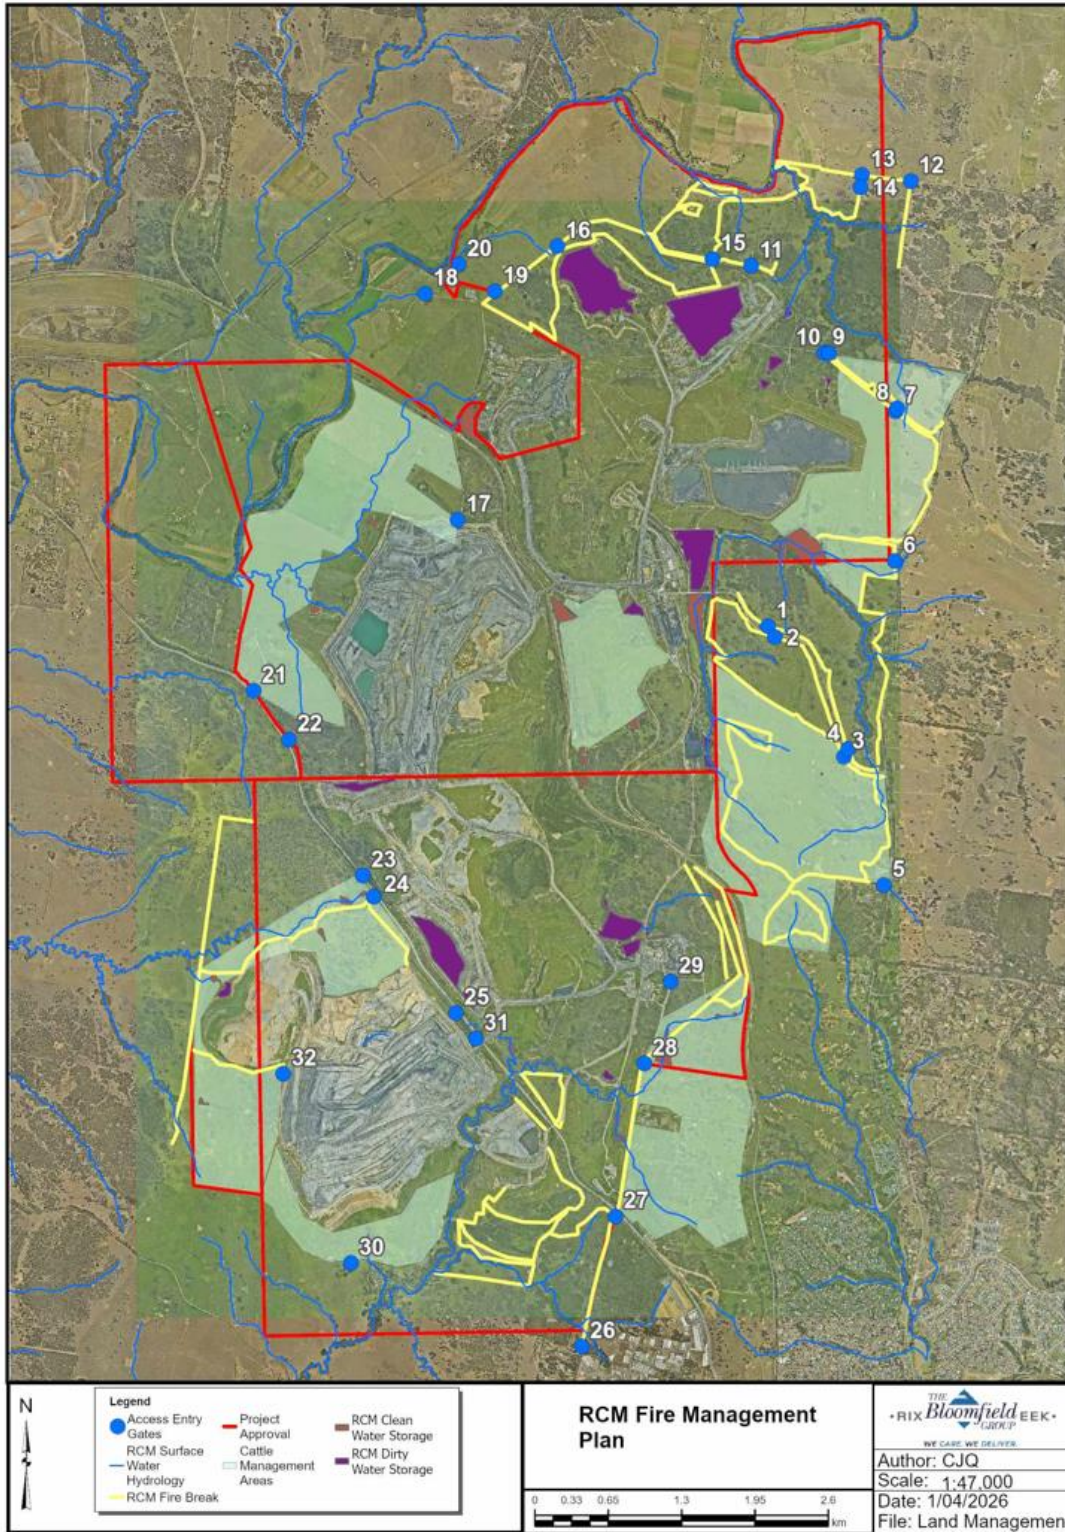 13
12
14
16
15
11
20
18
19
10
9
8
7
17
6
1
2
21
22
4
3
5
23
24
29
25
31
28
32
27
30
26
N
Legend
Access Entry
Gates
RCM Surface
Water
Hydrology
RCM Fire Break
Project
Approval
Cattle
Management
Areas
RCM Clean
Water Storage
RCM Dirty
Water Storage
RCM Fire Management
Plan
0 0.33 0.65 1.3 1.95 2.6
km
THE
RIX Bloomfield EEK
GROUP
WE CARE. WE DELIVER.
Author: CJQ
Scale: 1:47,000
Date: 1/04/2026
File: Land Management